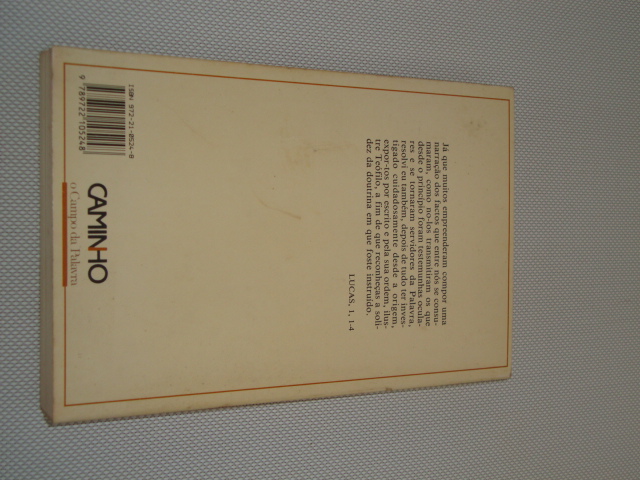 Já que muitos empreenderam compor uma
narração dos factos que entre nós se consu-
maram, como no-los transmitiram os que
desde o princípio foram testemunhas ocula-
res e se tornaram servidores da Palavra,
resolvi eu também, depois de tudo ter inves-
tigado cuidadosamente desde a origem,
expor-tos por escrito e pela sua ordem, ilus-
tre Teófilo, a fim de que reconheças a soli-
dez da doutrina em que foste instruído.
LUCAS, 1, 1-4
ISBN 972-21-0524-8
9 789722 105248
CAMINHO
o Campo da Palavra